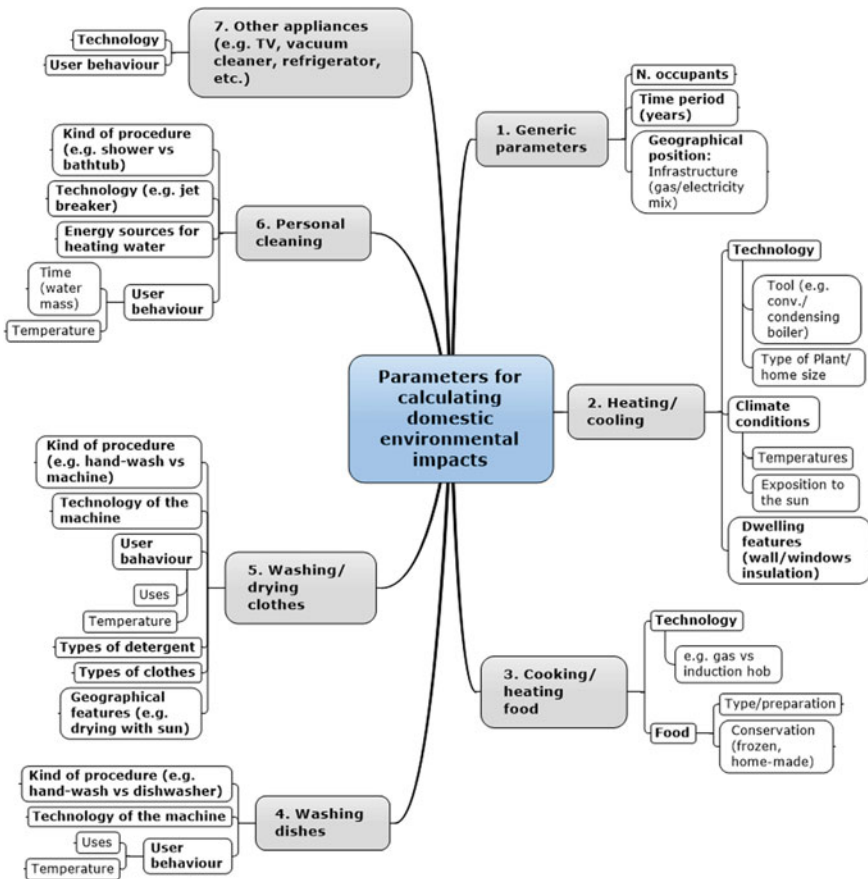 Parameters for
calculating
domestic
environmental
impacts
1. Generic
parameters
N. occupants
Time period
(years)
Geographical
position:
Infrastructure
(gas/electricity
mix)
2. Heating/
cooling
Technology
Tool (e.g.
conv./
condensing
boiler)
Type of Plant/
home size
Climate
conditions
Temperatures
Exposition to
the sun
Dwelling
features
(wall/windows
insulation)
3. Cooking/
heating
food
Technology
e.g. gas vs
induction hob
Food
Type/preparation
Conservation
(frozen,
home-made)
4. Washing
dishes
Kind of procedure (e.g.
hand-wash vs dishwasher)
Technology of the machine
User
behaviour
Uses
Temperature
5. Washing/
drying
clothes
Kind of procedure
(e.g. hand-wash vs
machine)
Technology of the
machine
User
bahaviour
Uses
Temperature
Types of detergent
Types of clothes
Geographical
features (e.g.
drying with sun)
6. Personal
cleaning
Kind of procedure
(e.g. shower vs
bathtub)
Technology (e.g. jet
breaker)
Energy sources for
heating water
User
behaviour
Time
(water
mass)
Temperature
7. Other appliances
(e.g. TV, vacuum
cleaner, refrigerator,
etc.)
Technology
User behaviour